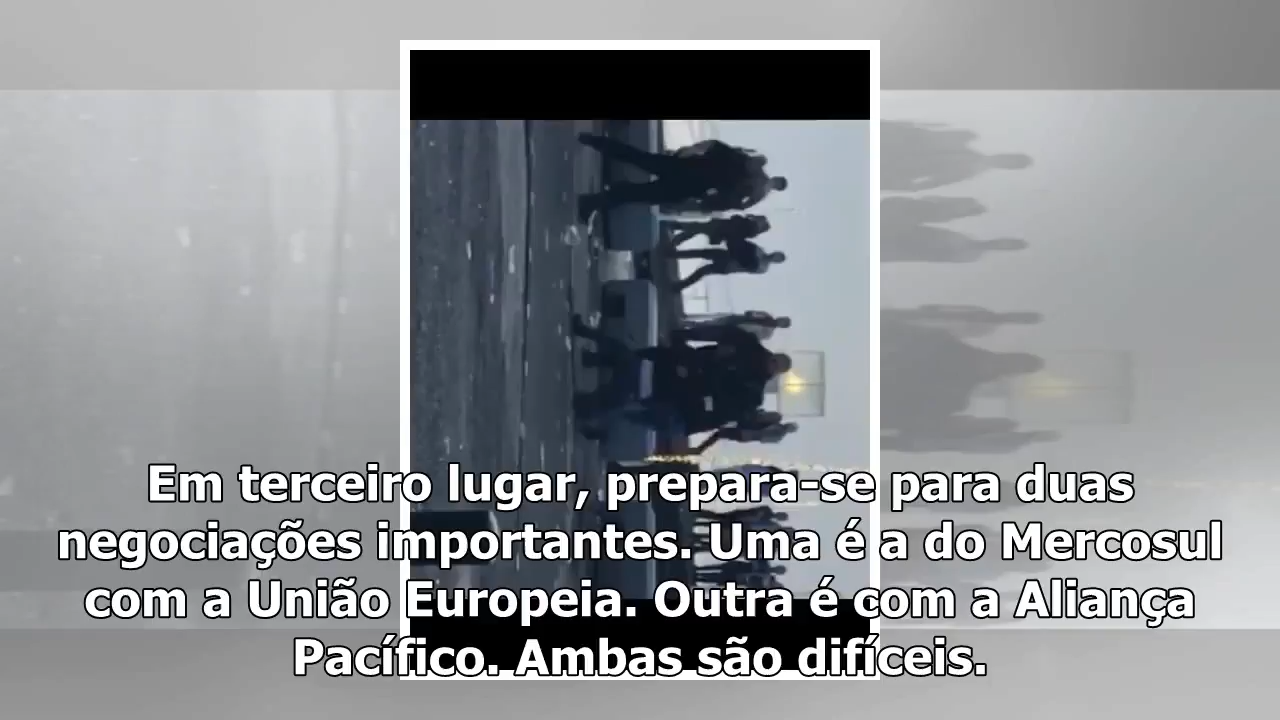 Em terceiro lugar, prepara-se para duas
negociações importantes. Uma é a do Mercosul
com a União Europeia. Outra é com a Aliança
Pacífico. Ambas são difíceis.